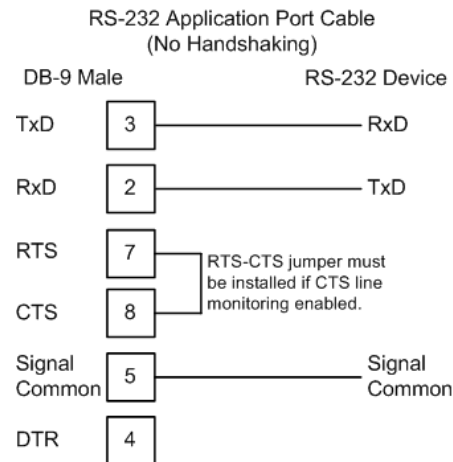 RS-232 Application Port Cable
(No Handshaking)
DB-9 Male
RS-232 Device
TxD
3
RxD
RxD
2
TxD
RTS
7
RTS-CTS jumper must
be installed if CTS line
monitoring enabled.
CTS
8
Signal
Common
5
Signal
Common
DTR
4